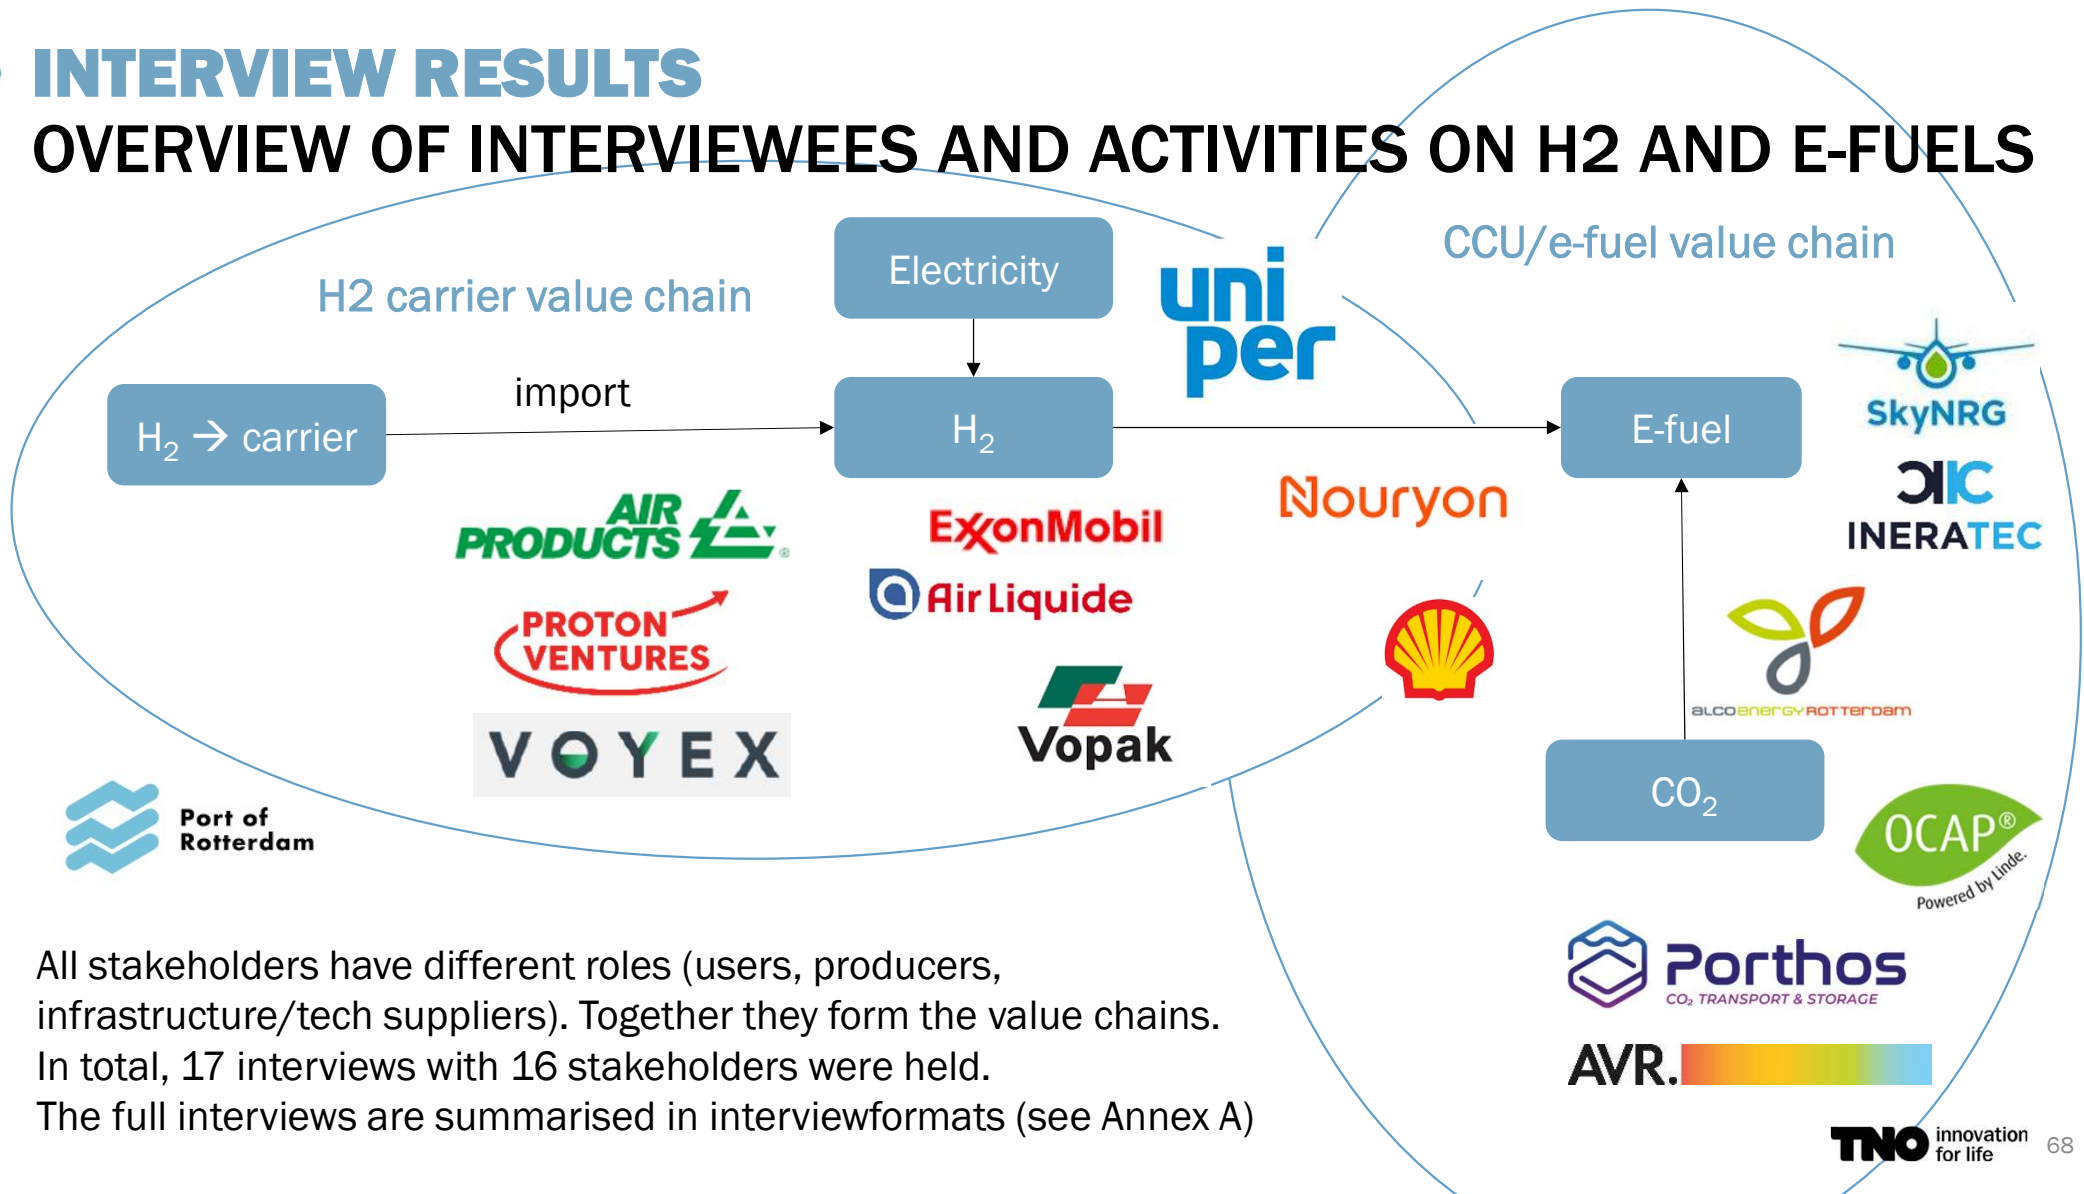 INTERVIEW RESULTS
OVERVIEW OF INTERVIEWEES AND ACTIVITIES ON H2 AND E-FUELS
H2 carrier value chain
CCU/e-fuel value chain
Electricity
uni
per
import
H₂ → carrier
H₂
E-fuel
SkyNRG
INERATEC
AIR
PRODUCTS ®
ExxonMobil
Nouryon
Air Liquide
PROTON
VENTURES
VOYEX
Vopak
alcoenergyrotterdam
CO₂
OCAP®
Powered by Linde.
Port of
Rotterdam
Porthos
CO₂ TRANSPORT & STORAGE
AVR.
All stakeholders have different roles (users, producers,
infrastructure/tech suppliers). Together they form the value chains.
In total, 17 interviews with 16 stakeholders were held.
The full interviews are summarised in interviewformats (see Annex A)
TNO innovation
for life
68